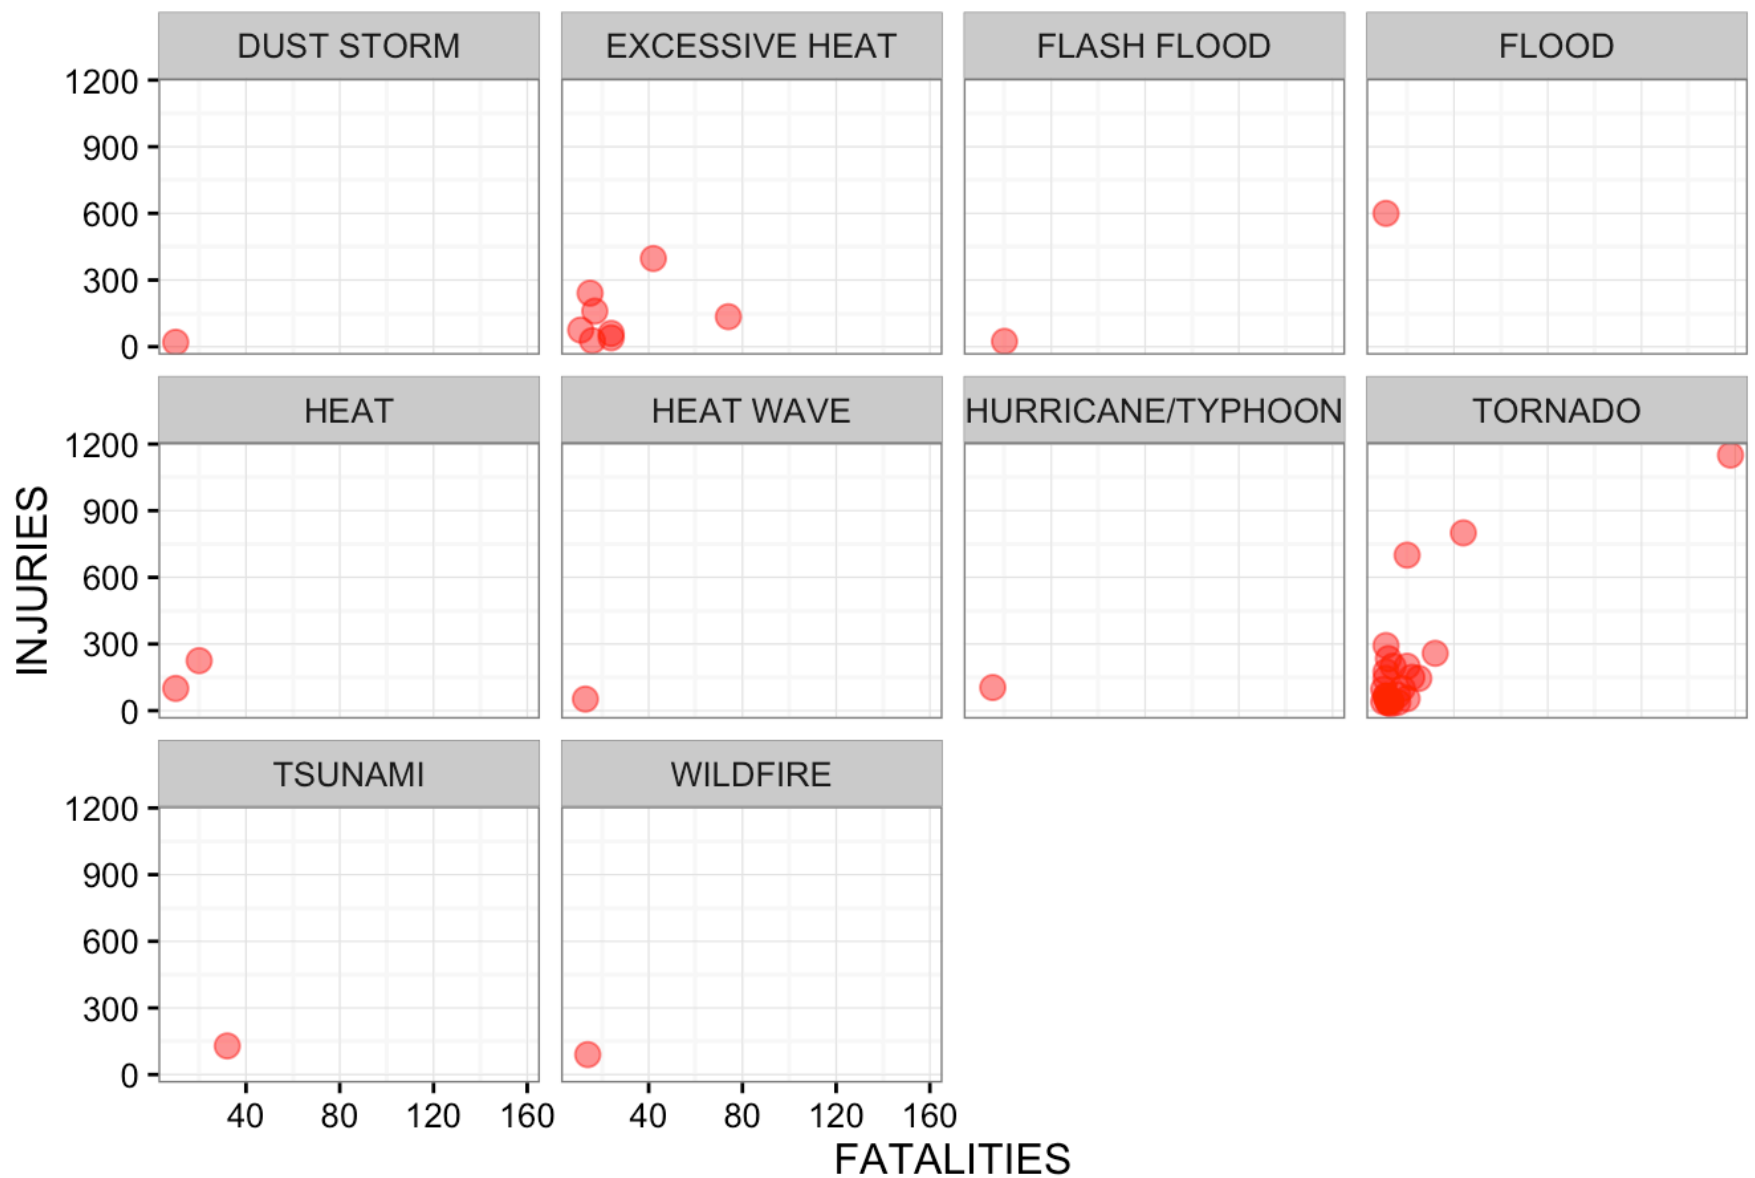 DUST STORM EXCESSIVE HEAT FLASH FLOOD FLOOD
1200
900
600
300
0
HEAT HEAT WAVE HURRICANE/TYPHOON TORNADO
1200
900
600
300
0
INJURIES
TSUNAMI WILDFIRE
1200
900
600
300
0
40 80 120 160 40 80 120 160
FATALITIES